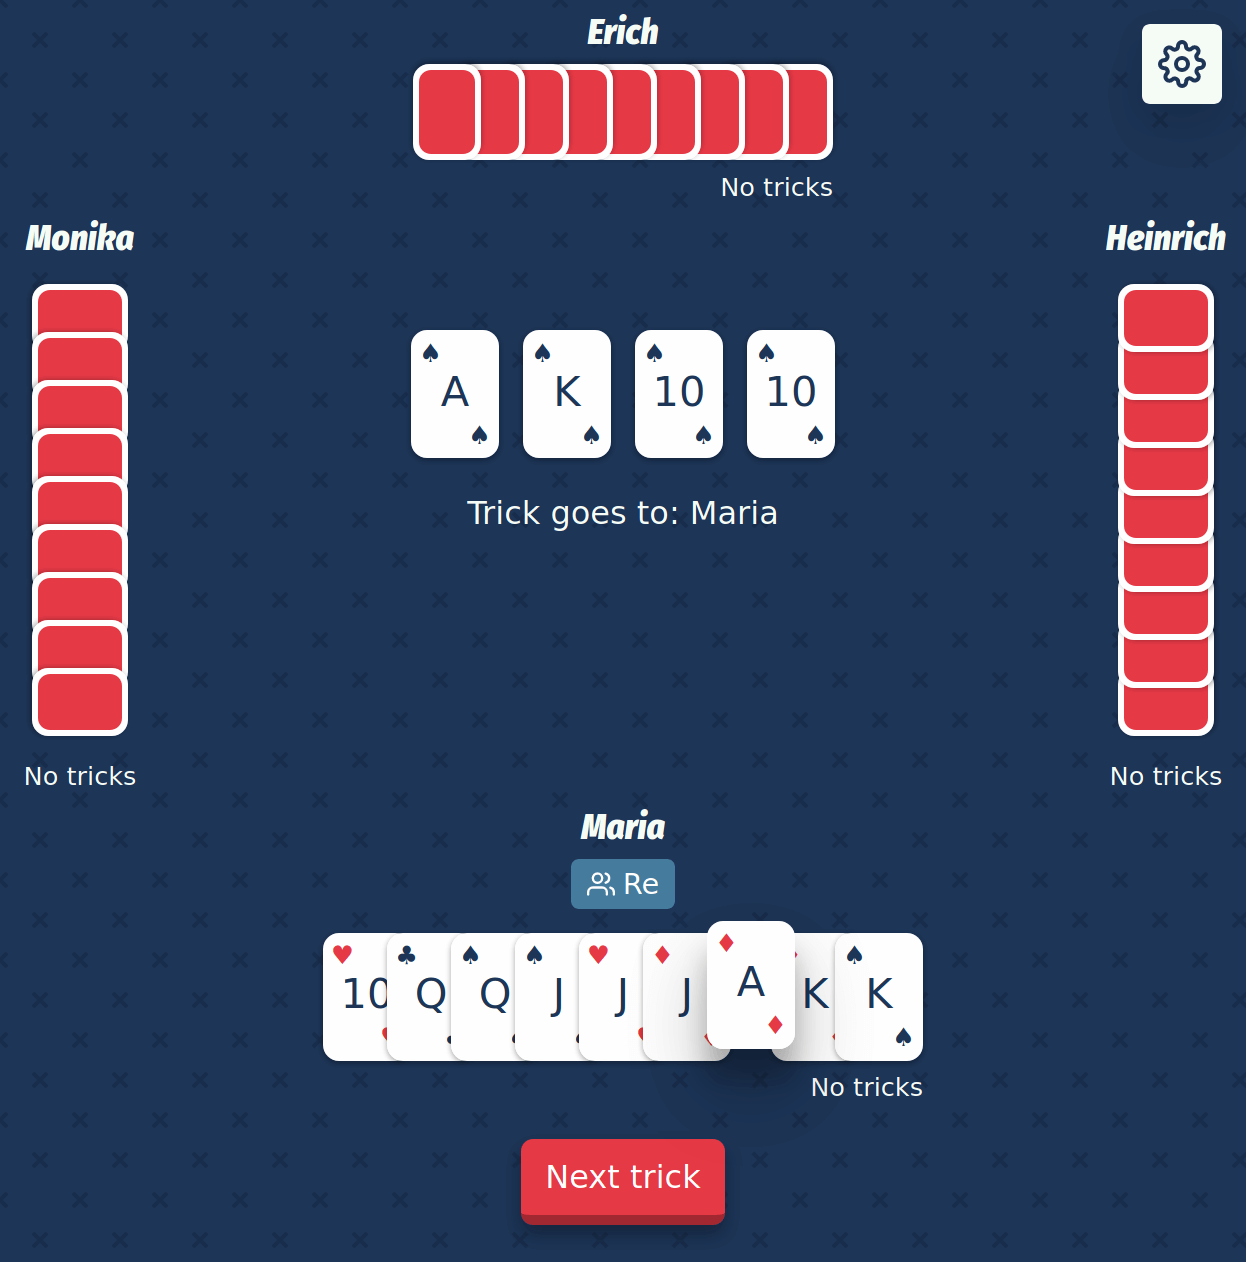 Erich
No tricks
Monika
Heinrich
A K 10 10
Trick goes to: Maria
No tricks
No tricks
Maria
Re
10 Q Q J J J A K K
No tricks
Next trick